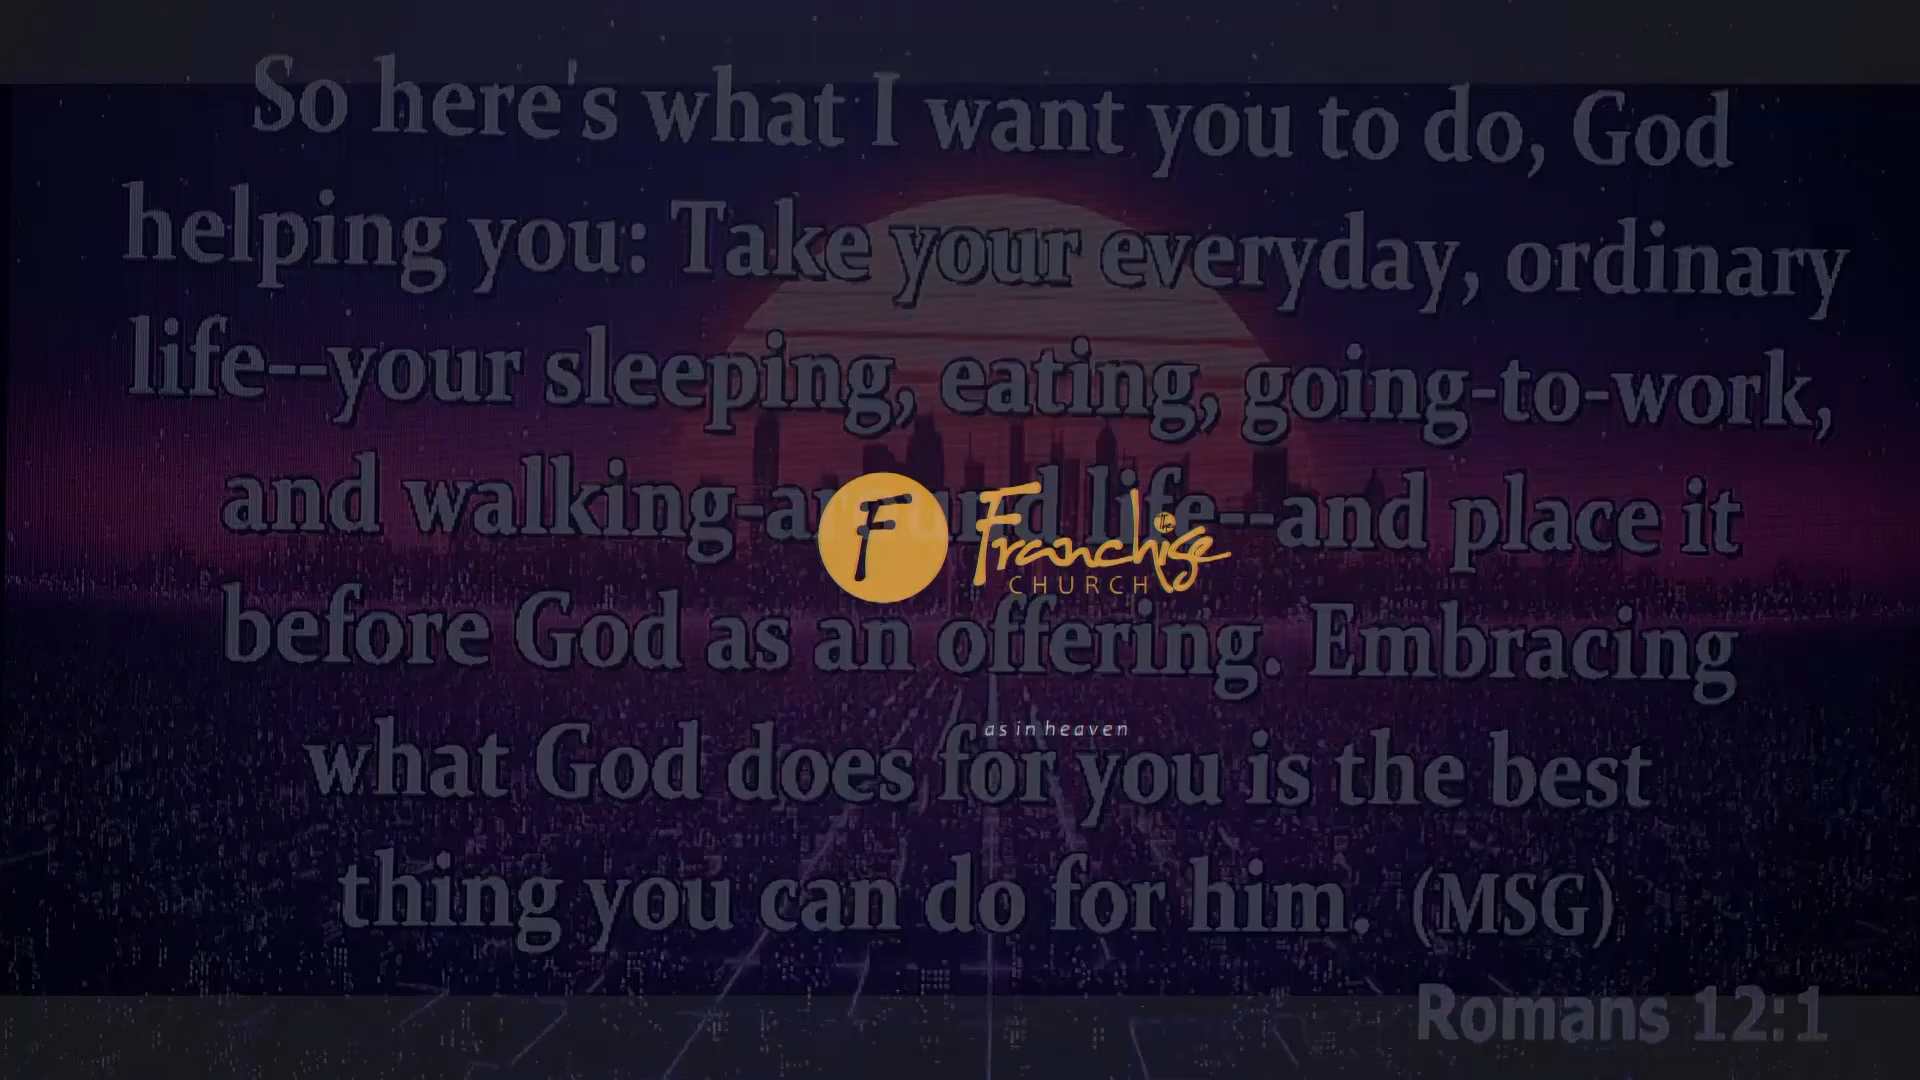 So here's what I want you to do, God
helping you: Take your everyday, ordinary
life--your sleeping, eating, going-to-work,
and walking-around life--and place it
F
The Franchise
CHURCH
before God as an offering. Embracing
as in heaven
what God does for you is the best
thing you can do for him. (MSG)
Romans 12:1